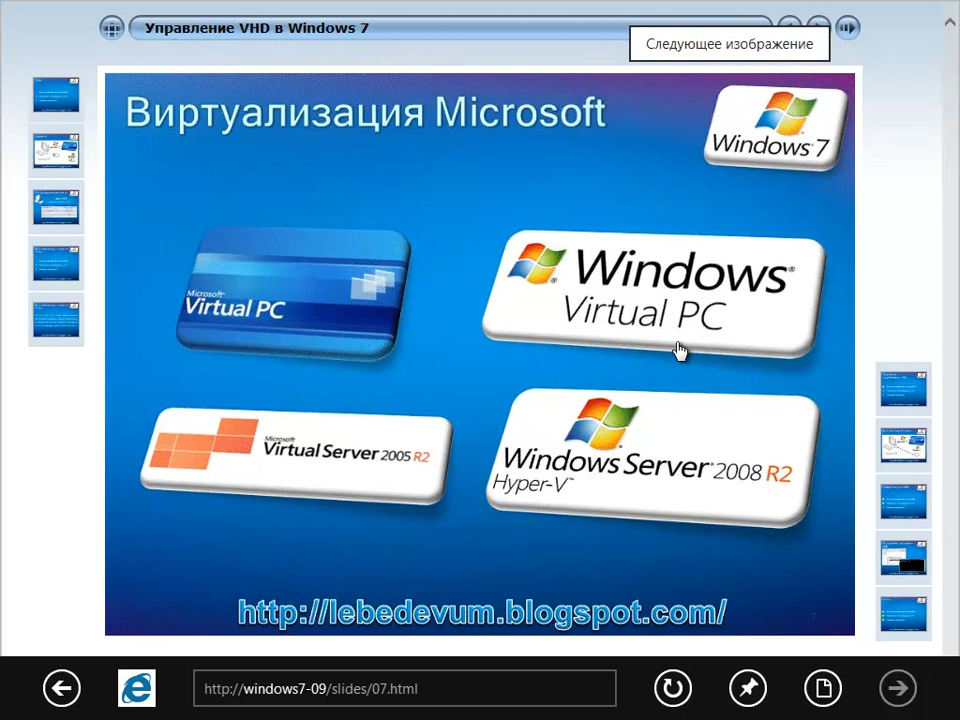 Управление VHD в Windows 7
Следующее изображение
Виртуализация Microsoft
Windows 7
Microsoft
Virtual PC
Windows®
Virtual PC
Microsoft
Virtual Server 2005 R2
Windows Server® 2008 R2
Hyper-V™
http://lebedevum.blogspot.com/
7
http://windows7-09/slides/07.html